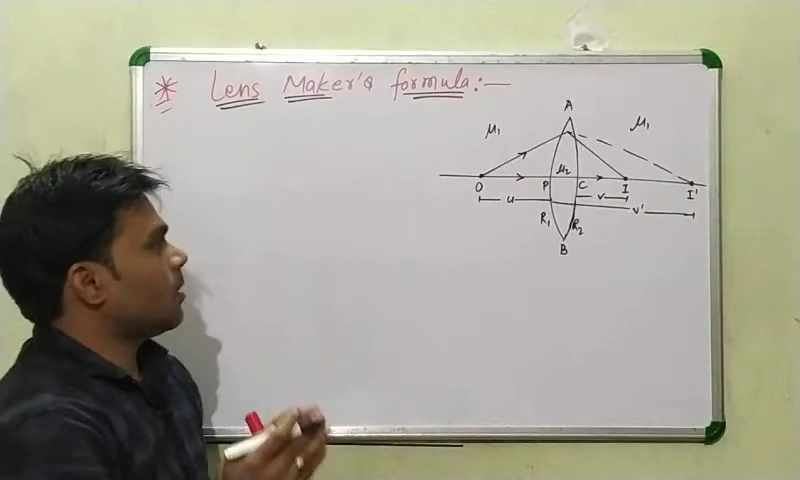 * Lens Maker's formula:—
A
μ₁ μ₁
μ₂
O P C I I'
u v
v'
R₁ R₂
B